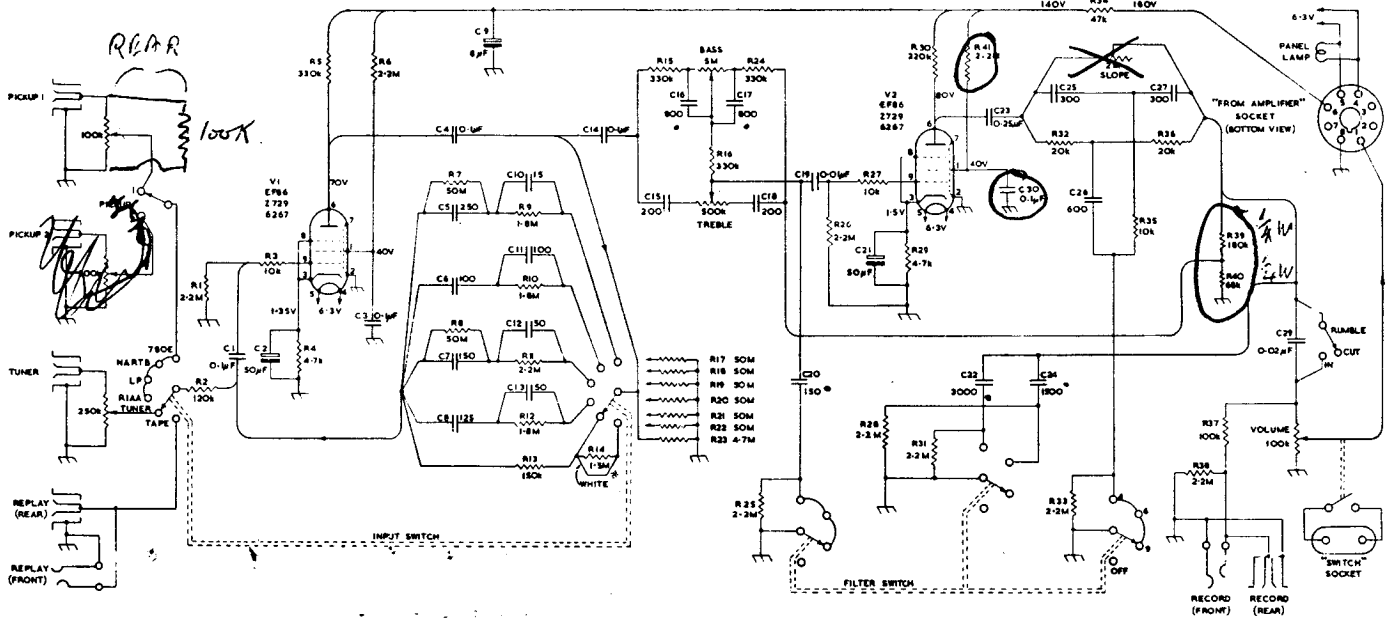 REAR
PICKUP 1
100k
100K
1
PICKUP 2
TUNER
250k
78OE
NARTB
LP
RIAA
TUNER
TAPE
REPLAY
(REAR)
REPLAY
(FRONT)
R1
2·2M
R2
120k
C1
0·1µF
C2
50µF
R3
10k
V1
EF86
Z729
6267
70V
40V
1·35V
6·3V
R4
4·7k
C3 0·1µF
R5
330k
R6
2·2M
C9
8µF
C4 0·1µF
C14 0·1µF
R7
50M
C5 250
C10 15
R9
1·8M
C11 100
C6 100
R10
1·8M
R8
50M
C12 50
C7 150
R8
2·2M
C13 50
C8 125
R12
1·8M
R13
150k
R14
1·5M
(WHITE)
R17 50M
R18 50M
R19 50M
R20 50M
R21 50M
R22 50M
R23 4·7M
INPUT SWITCH
R15
330k
BASS
5M
R24
330k
C16
800
C17
800
R16
330k
C15
200
500k
TREBLE
C18
200
C19 0·01µF
R27
10k
R26
2·2M
C21
50µF
R29
4·7k
1·5V
6·3V
V2
EF86
Z729
6267
R30
220k
R41
2·2M
80V
40V
C30
0·1µF
C23
0·25µF
140V
R34
47k
180V
SLOPE
C25
300
C27
300
R32
20k
R36
20k
C26
600
R35
10k
R39
180k
R40
68k
¼W
¼W
C20
150
C22
3000
C24
1500
R28
2·2M
R31
2·2M
R25
2·2M
R33
2·2M
4
6
9
OFF
FILTER SWITCH
C29
0·02µF
RUMBLE
CUT
IN
R37
100k
VOLUME
100k
R38
2·2M
RECORD
(FRONT)
RECORD
(REAR)
"SWITCH"
SOCKET
6·3V
PANEL
LAMP
"FROM AMPLIFIER"
SOCKET
(BOTTOM VIEW)